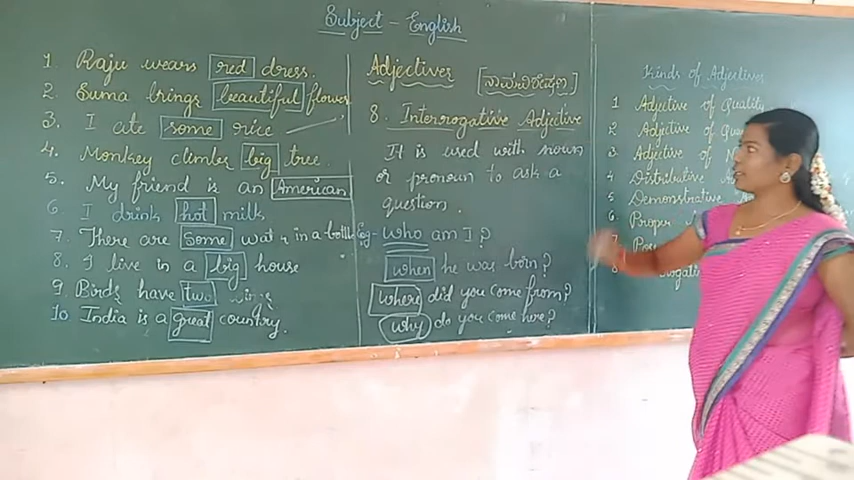 Subject - English
1. Raju wears red dress.
2. Suma brings beautiful flower
3. I ate some rice
4. Monkey climbs big tree.
5. My friend is an American
6 I drink hot milk
7. There are some water in a bottle
8. I live in a big house
9 Birds have two wings
10 India is a great country.
Adjectives [ನಾಮವಿಶೇಷಣ]
8. Interrogative Adjective
It is used with noun
or pronoun to ask a
question.
Eg- who am I?
when he was born?
where did you come from?
why do you come here?
Kinds of Adjectives
1 Adjective of Quality
2 Adjective of
3 Adjective of
4 Distributive
5 Demonstrative
6. Proper
7
8